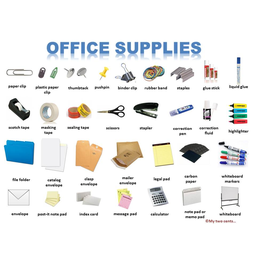 OFFICE SUPPLIES
paper clip
plastic paper clip
thumbtack
pushpin
binder clip
rubber band
staples
glue stick
liquid glue
scotch tape
masking tape
sealing tape
scissors
stapler
correction pen
correction fluid
highlighter
file folder
catalog envelope
clasp envelope
mailer envelope
legal pad
carbon paper
whiteboard markers
envelope
post-it note pad
index card
message pad
calculator
note pad or memo pad
whiteboard
©My two cents...